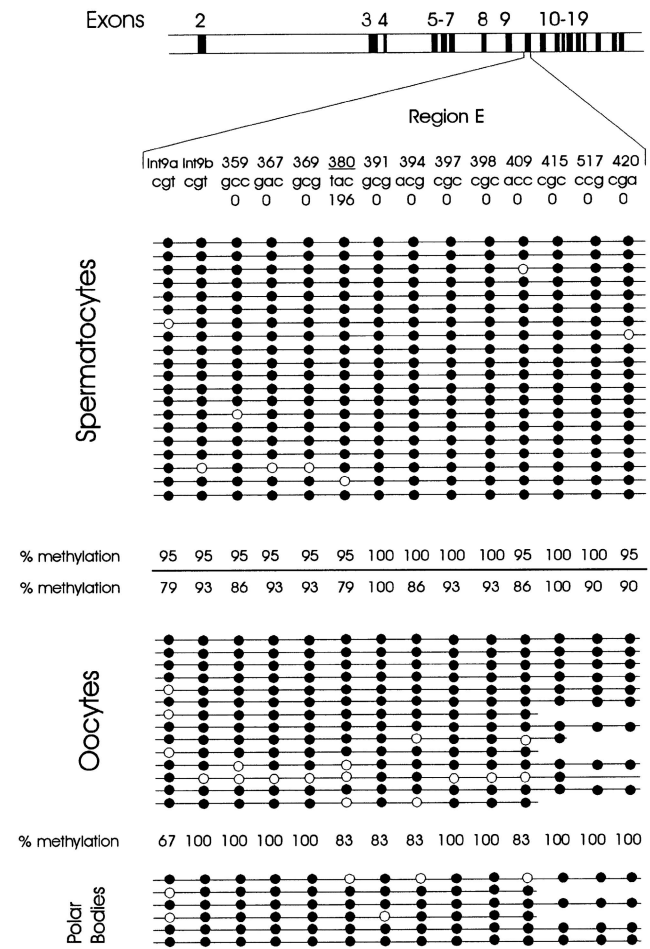 Exons 2 3 4 5-7 8 9 10-19
Region E
Int9a Int9b 359 367 369 380 391 394 397 398 409 415 517 420
cgt cgt gcc gac gcg tac gcg acg cgc cgc acc cgc ccg cga
0 0 0 196 0 0 0 0 0 0 0 0
Spermatocytes
% methylation 95 95 95 95 95 95 100 100 100 100 95 100 100 95
% methylation 79 93 86 93 93 79 100 86 93 93 86 100 90 90
Oocytes
% methylation 67 100 100 100 100 83 83 83 100 100 83 100 100 100
Polar
Bodies